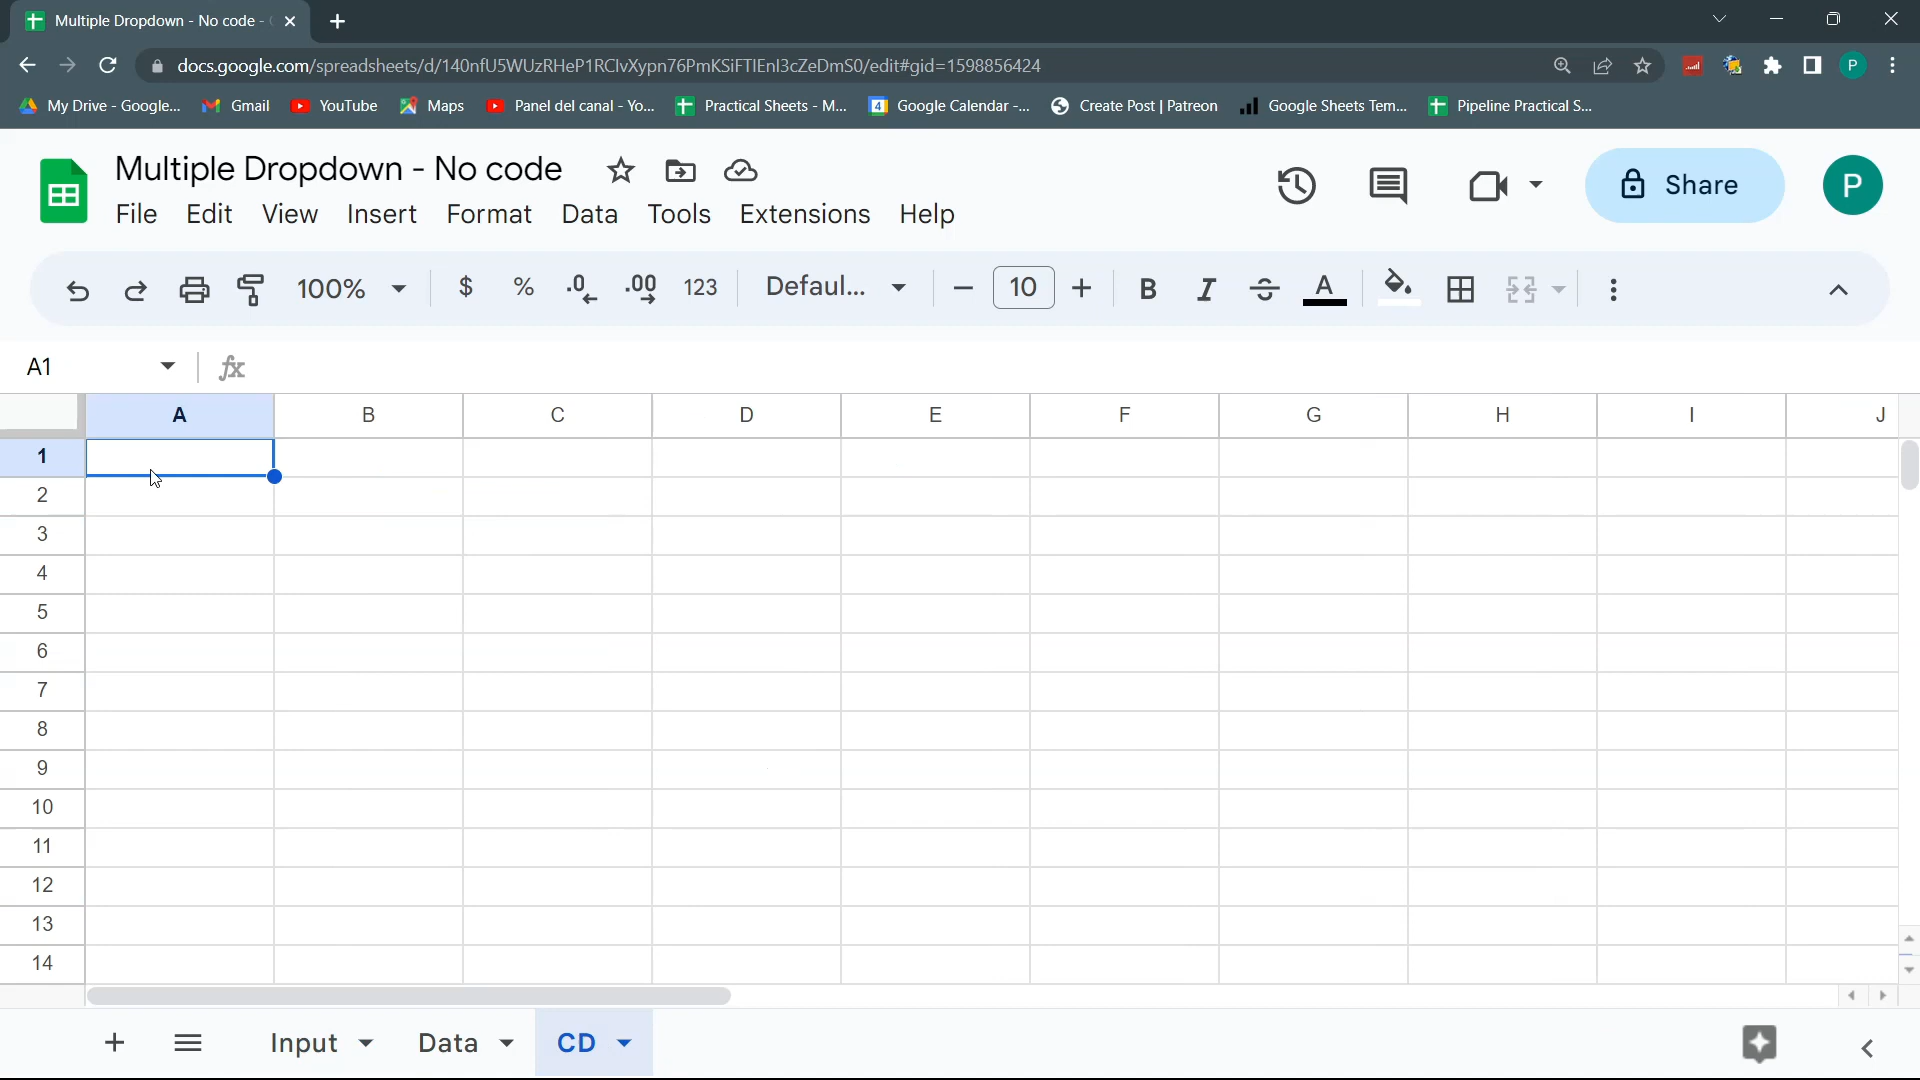 Multiple Dropdown - No code -
docs.google.com/spreadsheets/d/140nfU5WUzRHeP1RClvXypn76PmKSiFTlEnI3cZeDmS0/edit#gid=1598856424
P
My Drive - Google... Gmail YouTube Maps Panel del canal - Yo... Practical Sheets - M... 4 Google Calendar -... Create Post | Patreon Google Sheets Tem... Pipeline Practical S...
Multiple Dropdown - No code
File Edit View Insert Format Data Tools Extensions Help
Share
P
100% $ % .0 .00 123 Defaul... 10 B I A
A1 fx
A B C D E F G H I J
1
2
3
4
5
6
7
8
9
10
11
12
13
14
Input Data CD